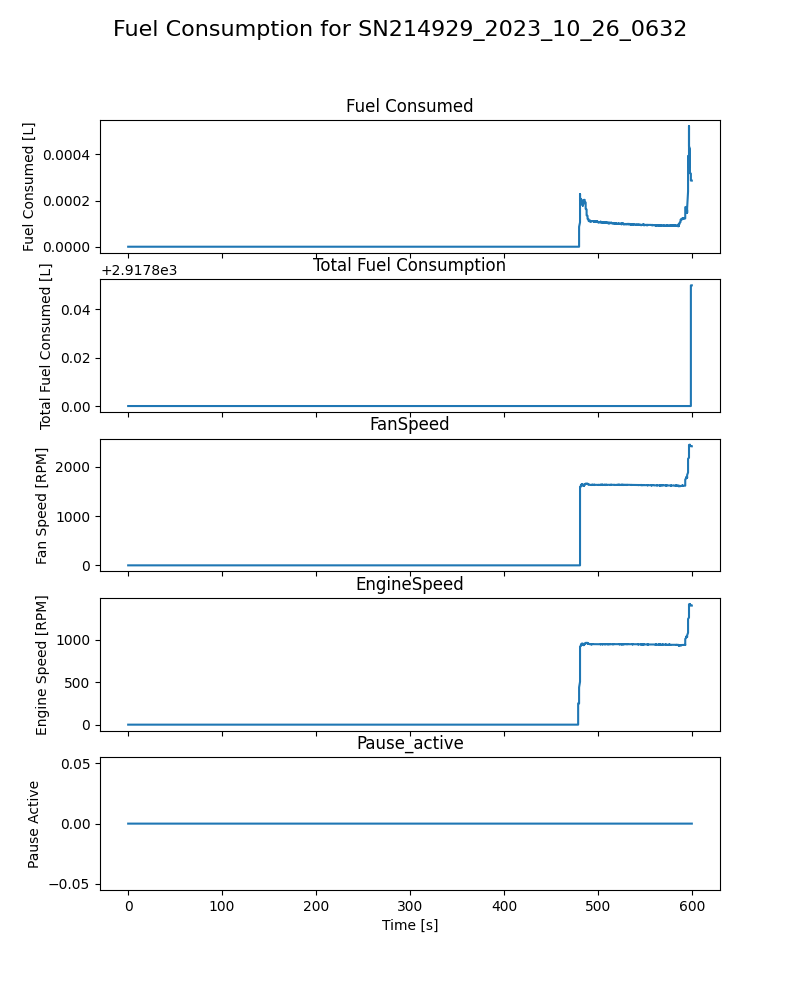 Fuel Consumption for SN214929_2023_10_26_0632
Fuel Consumed
Fuel Consumed [L]
0.0004
0.0002
0.0000
+2.9178e3
Total Fuel Consumption
Total Fuel Consumed [L]
0.04
0.02
0.00
FanSpeed
Fan Speed [RPM]
2000
1000
0
EngineSpeed
Engine Speed [RPM]
1000
500
0
Pause_active
Pause Active
0.05
0.00
−0.05
0 100 200 300 400 500 600
Time [s]